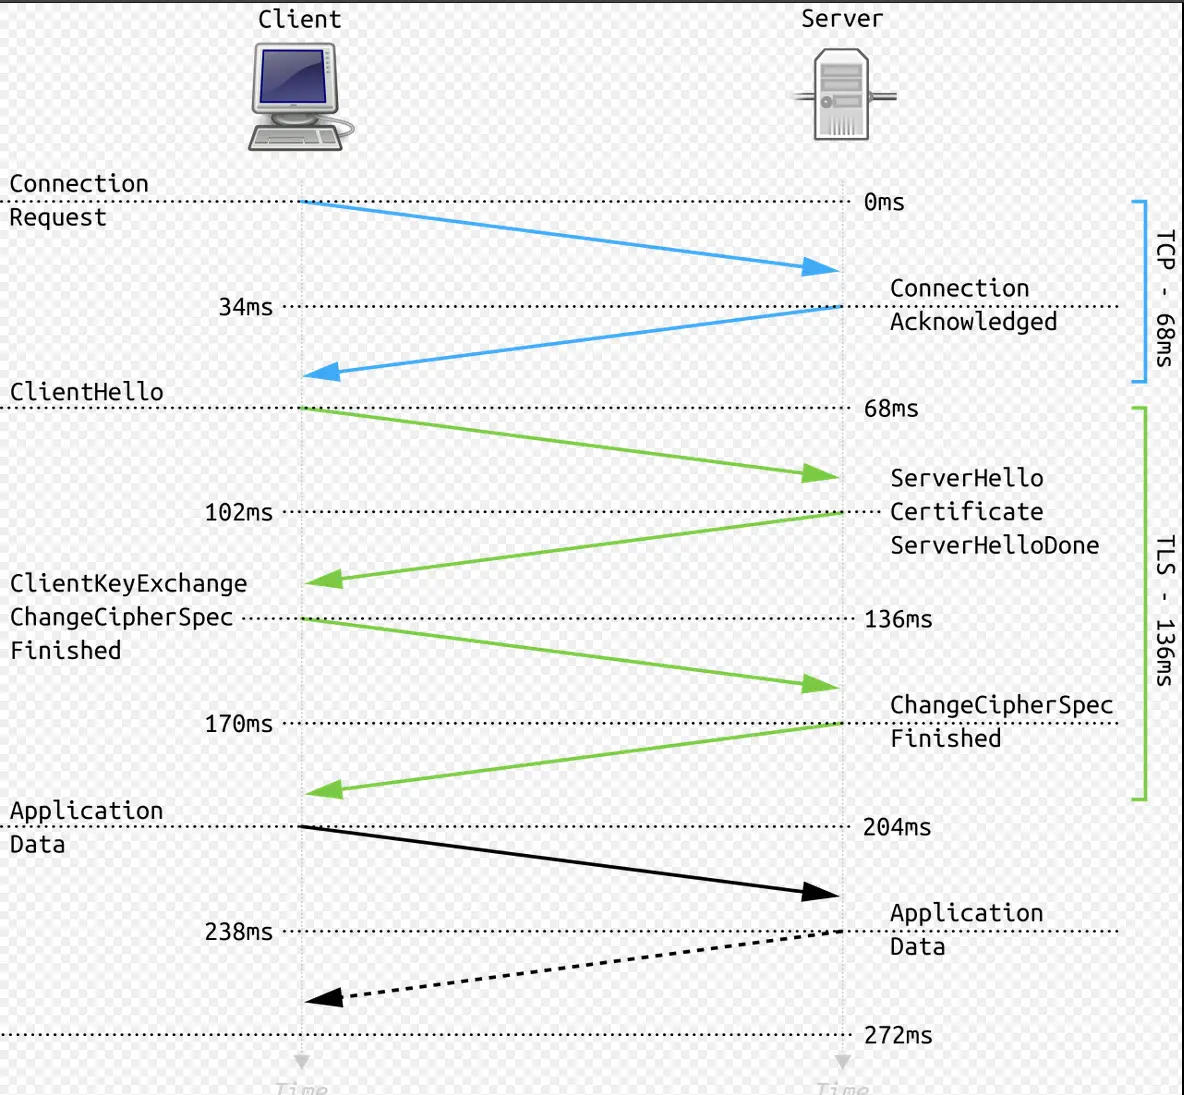 Client
Server
Connection
Request
0ms
34ms
Connection
Acknowledged
TCP - 68ms
ClientHello
68ms
102ms
ServerHello
Certificate
ServerHelloDone
ClientKeyExchange
ChangeCipherSpec
Finished
136ms
TLS - 136ms
170ms
ChangeCipherSpec
Finished
Application
Data
204ms
238ms
Application
Data
272ms
Time
Time